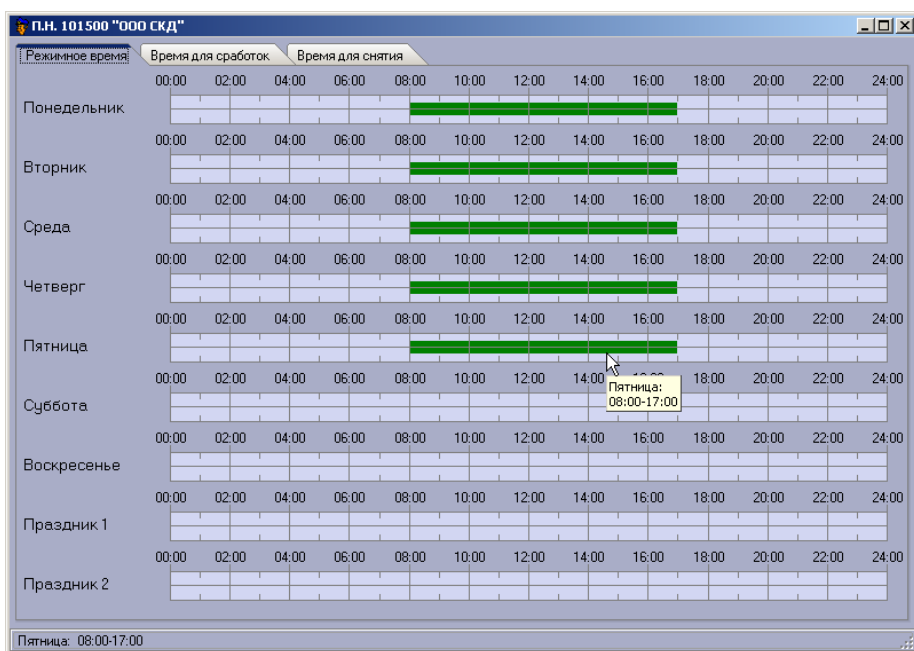 П.Н. 101500 "ООО СКД"
Режимное время Время для сработок Время для снятия
00:00 02:00 04:00 06:00 08:00 10:00 12:00 14:00 16:00 18:00 20:00 22:00 24:00
Понедельник
00:00 02:00 04:00 06:00 08:00 10:00 12:00 14:00 16:00 18:00 20:00 22:00 24:00
Вторник
00:00 02:00 04:00 06:00 08:00 10:00 12:00 14:00 16:00 18:00 20:00 22:00 24:00
Среда
00:00 02:00 04:00 06:00 08:00 10:00 12:00 14:00 16:00 18:00 20:00 22:00 24:00
Четверг
00:00 02:00 04:00 06:00 08:00 10:00 12:00 14:00 16:00 18:00 20:00 22:00 24:00
Пятница
00:00 02:00 04:00 06:00 08:00 10:00 12:00 14:00 18:00 20:00 22:00 24:00
Пятница:
08:00-17:00
Суббота
00:00 02:00 04:00 06:00 08:00 10:00 12:00 14:00 16:00 18:00 20:00 22:00 24:00
Воскресенье
00:00 02:00 04:00 06:00 08:00 10:00 12:00 14:00 16:00 18:00 20:00 22:00 24:00
Праздник 1
00:00 02:00 04:00 06:00 08:00 10:00 12:00 14:00 16:00 18:00 20:00 22:00 24:00
Праздник 2
Пятница: 08:00-17:00